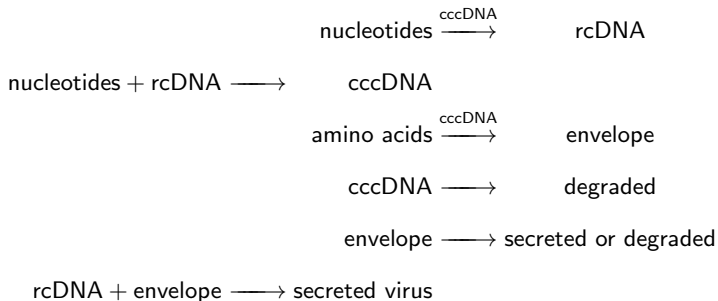 nucleotides —cccDNA→ rcDNA
nucleotides + rcDNA → cccDNA
amino acids —cccDNA→ envelope
cccDNA → degraded
envelope → secreted or degraded
rcDNA + envelope → secreted virus